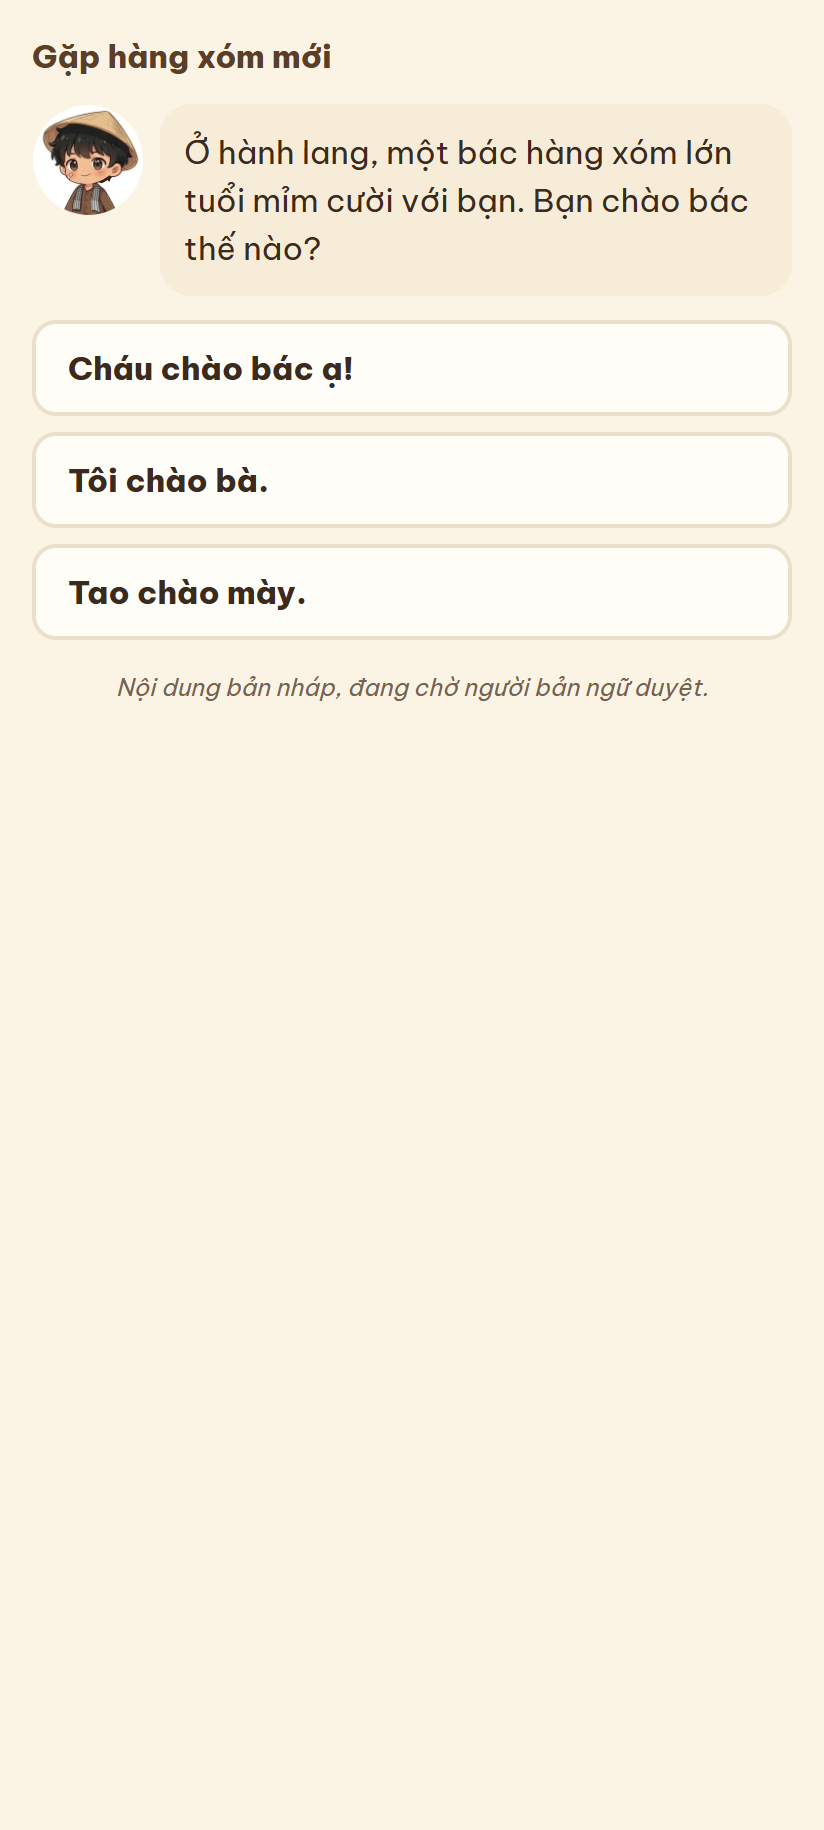 Gặp hàng xóm mới
Ở hành lang, một bác hàng xóm lớn
tuổi mỉm cười với bạn. Bạn chào bác
thế nào?
Cháu chào bác ạ!
Tôi chào bà.
Tao chào mày.
Nội dung bản nháp, đang chờ người bản ngữ duyệt.